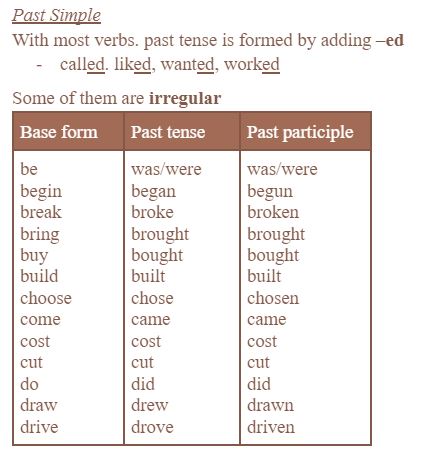 Past Simple
With most verbs. past tense is formed by adding –ed
- called. liked, wanted, worked
Some of them are irregular
Base form Past tense Past participle
be was/were was/were
begin began begun
break broke broken
bring brought brought
buy bought bought
build built built
choose chose chosen
come came came
cost cost cost
cut cut cut
do did did
draw drew drawn
drive drove driven